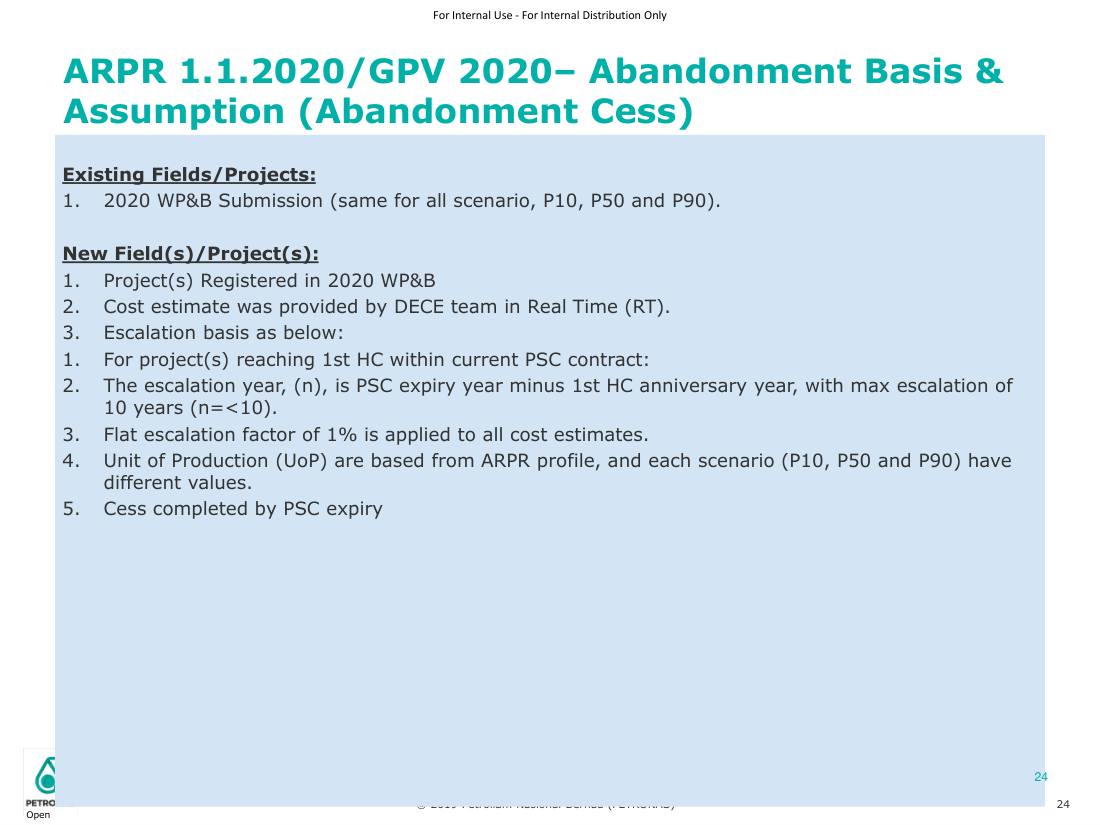 For Internal Use - For Internal Distribution Only
ARPR 1.1.2020/GPV 2020– Abandonment Basis &
Assumption (Abandonment Cess)
Existing Fields/Projects:
1. 2020 WP&B Submission (same for all scenario, P10, P50 and P90).
New Field(s)/Project(s):
1. Project(s) Registered in 2020 WP&B
2. Cost estimate was provided by DECE team in Real Time (RT).
3. Escalation basis as below:
1. For project(s) reaching 1st HC within current PSC contract:
2. The escalation year, (n), is PSC expiry year minus 1st HC anniversary year, with max escalation of
10 years (n=<10).
3. Flat escalation factor of 1% is applied to all cost estimates.
4. Unit of Production (UoP) are based from ARPR profile, and each scenario (P10, P50 and P90) have
different values.
5. Cess completed by PSC expiry
24
PETRO
© 2019 Petroliam Nasional Berhad (PETRONAS)
24
Open